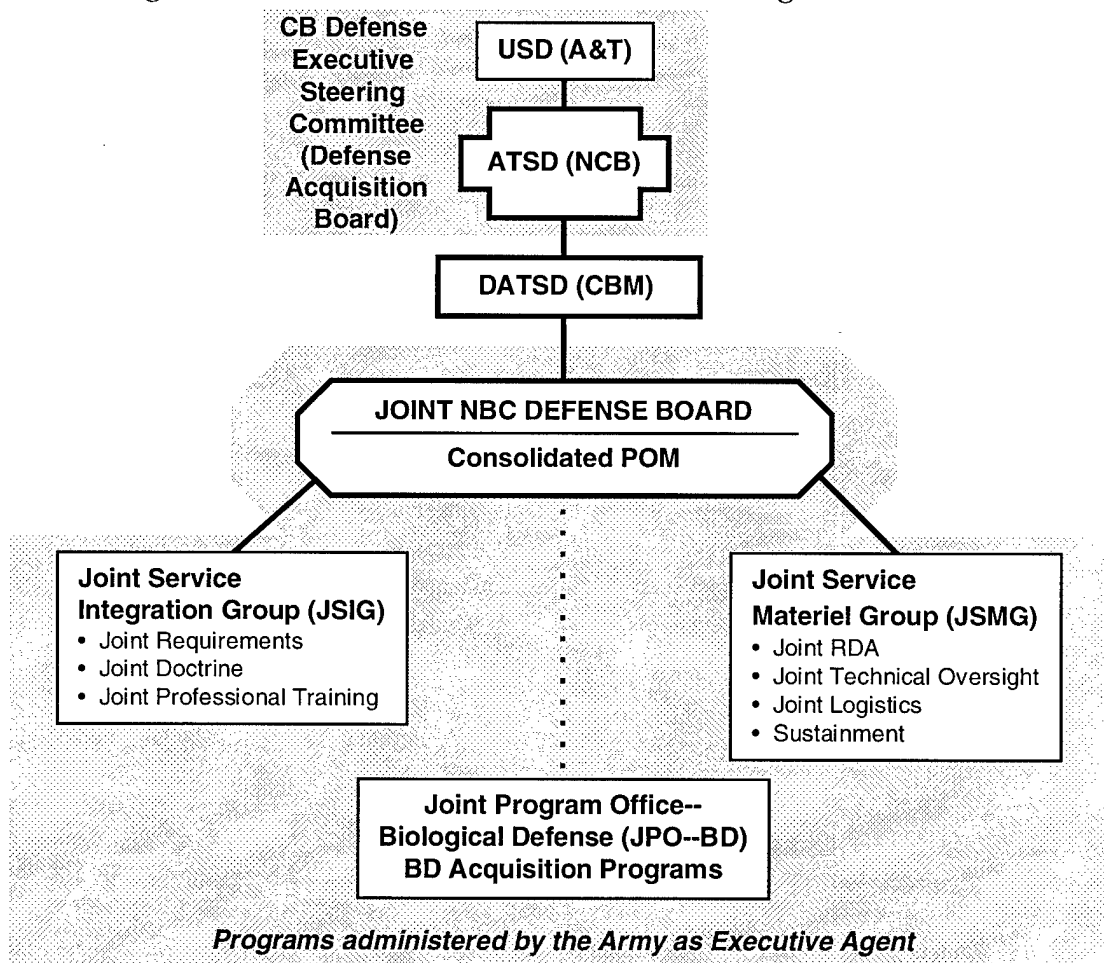 CB Defense
Executive
Steering
Committee
(Defense
Acquisition
Board)
USD (A&T)
ATSD (NCB)
DATSD (CBM)
JOINT NBC DEFENSE BOARD
Consolidated POM
Joint Service
Integration Group (JSIG)
• Joint Requirements
• Joint Doctrine
• Joint Professional Training
Joint Service
Materiel Group (JSMG)
• Joint RDA
• Joint Technical Oversight
• Joint Logistics
• Sustainment
Joint Program Office--
Biological Defense (JPO--BD)
BD Acquisition Programs
Programs administered by the Army as Executive Agent